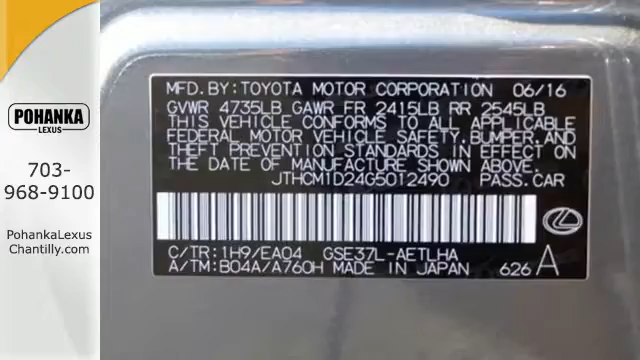 POHANKA
LEXUS
703-
968-9100
PohankaLexus
Chantilly.com
MFD.BY:TOYOTA MOTOR CORPORATION 06/16
GVWR 4735LB GAWR FR 2415LB RR 2545LB
THIS VEHICLE CONFORMS TO ALL APPLICABLE
FEDERAL MOTOR VEHICLE SAFETY,BUMPER,AND
THEFT PREVENTION STANDARDS IN EFFECT ON
THE DATE OF MANUFACTURE SHOWN ABOVE.
JTHCM1D24G5012490 PASS.CAR
C/TR:1H9/EA04 GSE37L-AETLHA
A/TM:B04A/A760H MADE IN JAPAN 626 A